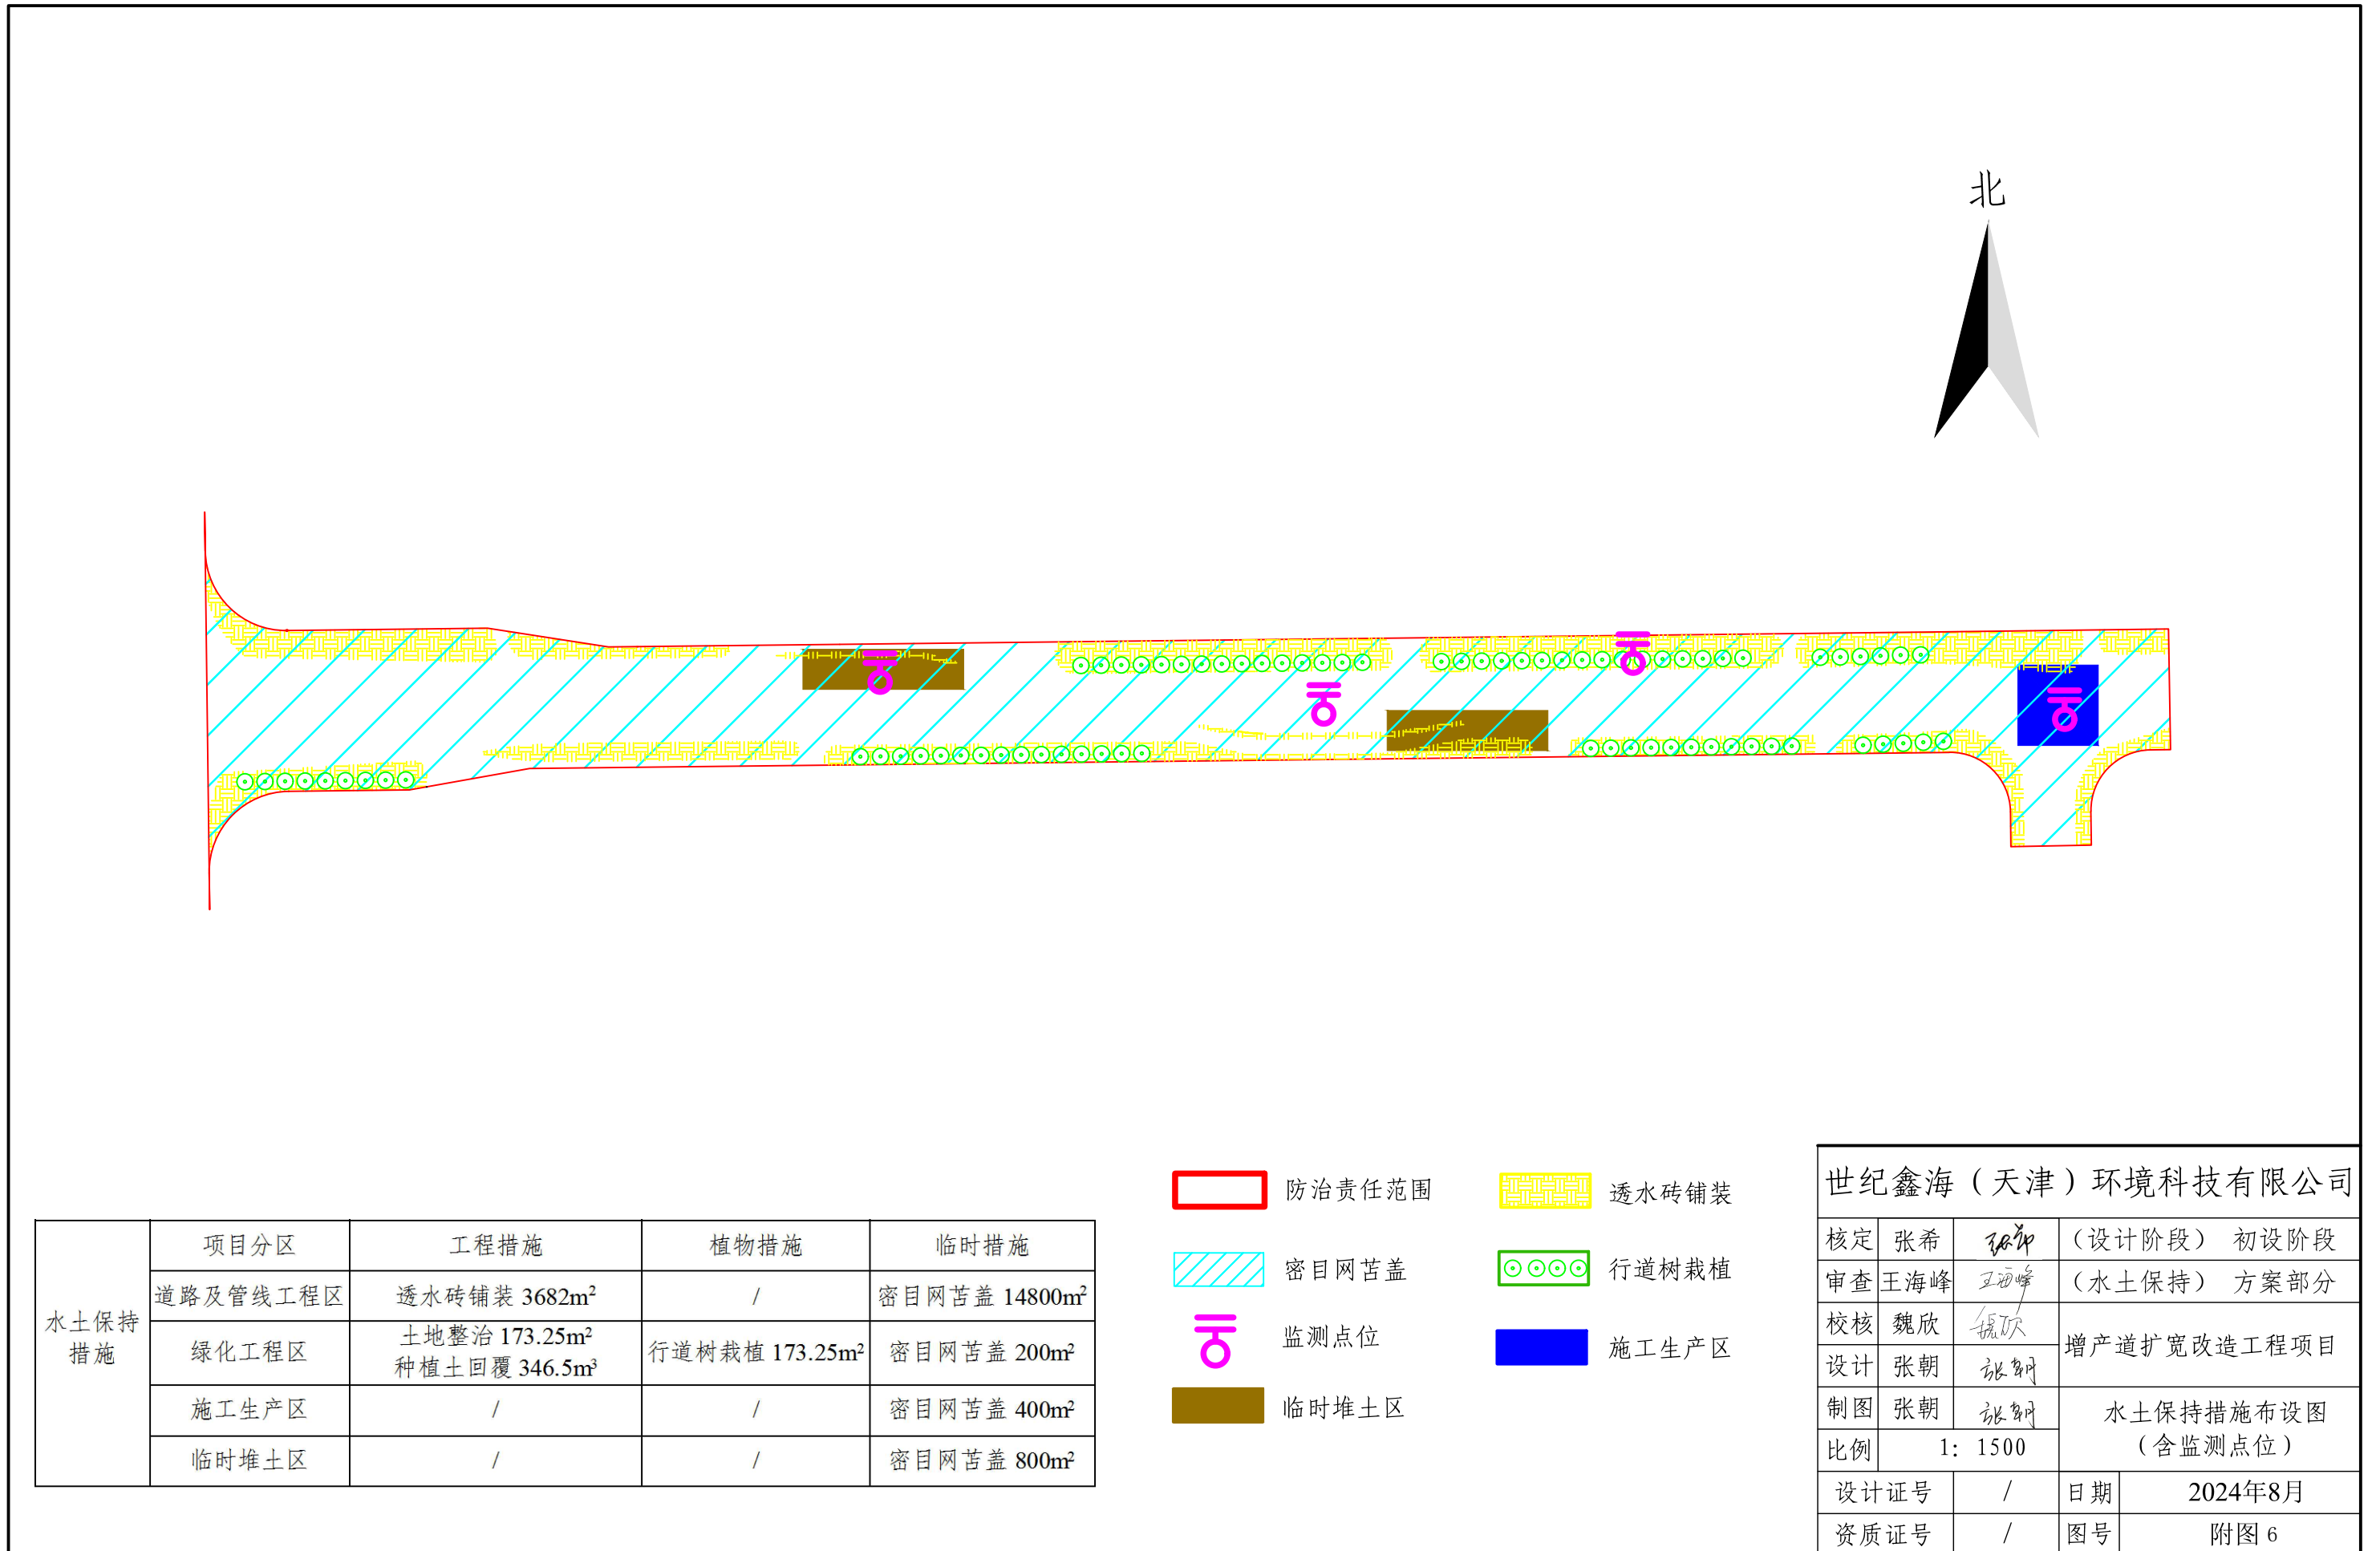 北
水土保持
措施
项目分区 工程措施 植物措施 临时措施
道路及管线工程区 透水砖铺装 3682m² / 密目网苫盖 14800m²
绿化工程区 土地整治 173.25m²
种植土回覆 346.5m³ 行道树栽植 173.25m² 密目网苫盖 200m²
施工生产区 / / 密目网苫盖 400m²
临时堆土区 / / 密目网苫盖 800m²
防治责任范围
透水砖铺装
密目网苫盖
行道树栽植
监测点位
施工生产区
临时堆土区
世纪鑫海（天津）环境科技有限公司
核定 张希 张希 （设计阶段） 初设阶段
审查 王海峰 王海峰 （水土保持） 方案部分
校核 魏欣 魏欣 增产道扩宽改造工程项目
设计 张朝 张朝
制图 张朝 张朝 水土保持措施布设图
（含监测点位）
比例 1：1500
设计证号 / 日期 2024年8月
资质证号 / 图号 附图 6